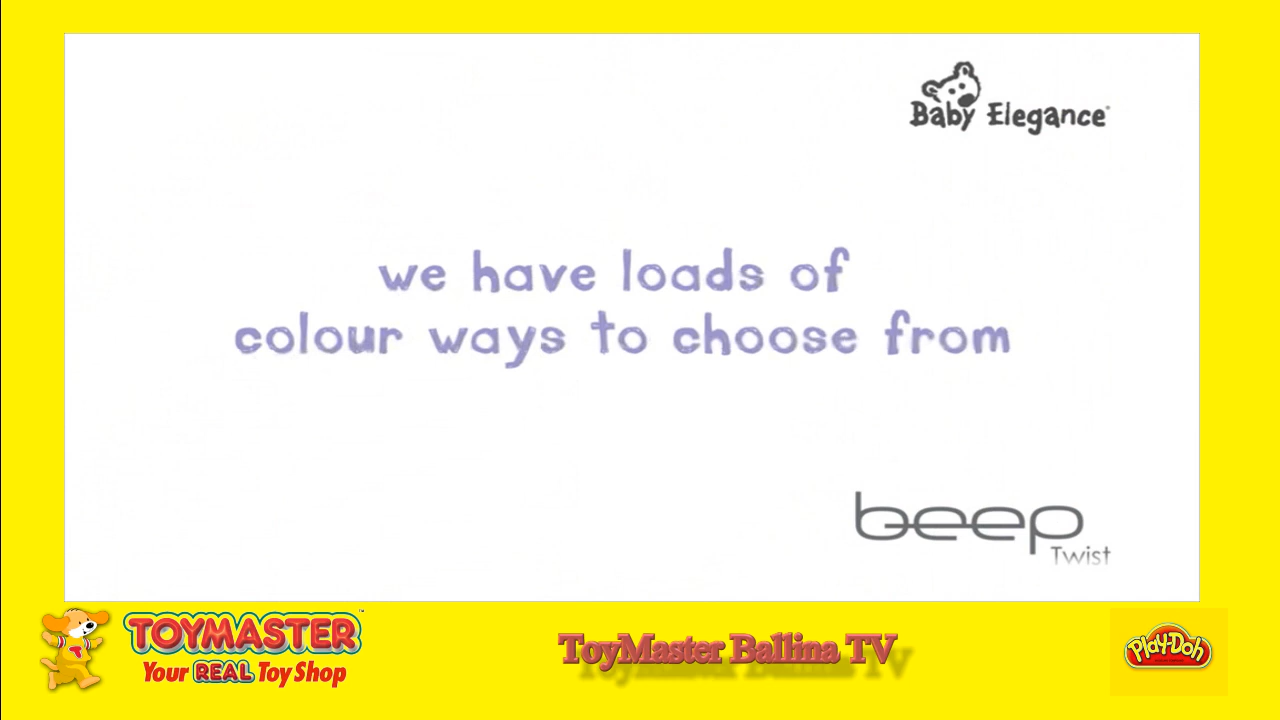 Baby Elegance
we have loads of
colour ways to choose from
beep
Twist
TOYMASTER™
Your REAL Toy Shop
ToyMaster Ballina TV
Play-Doh